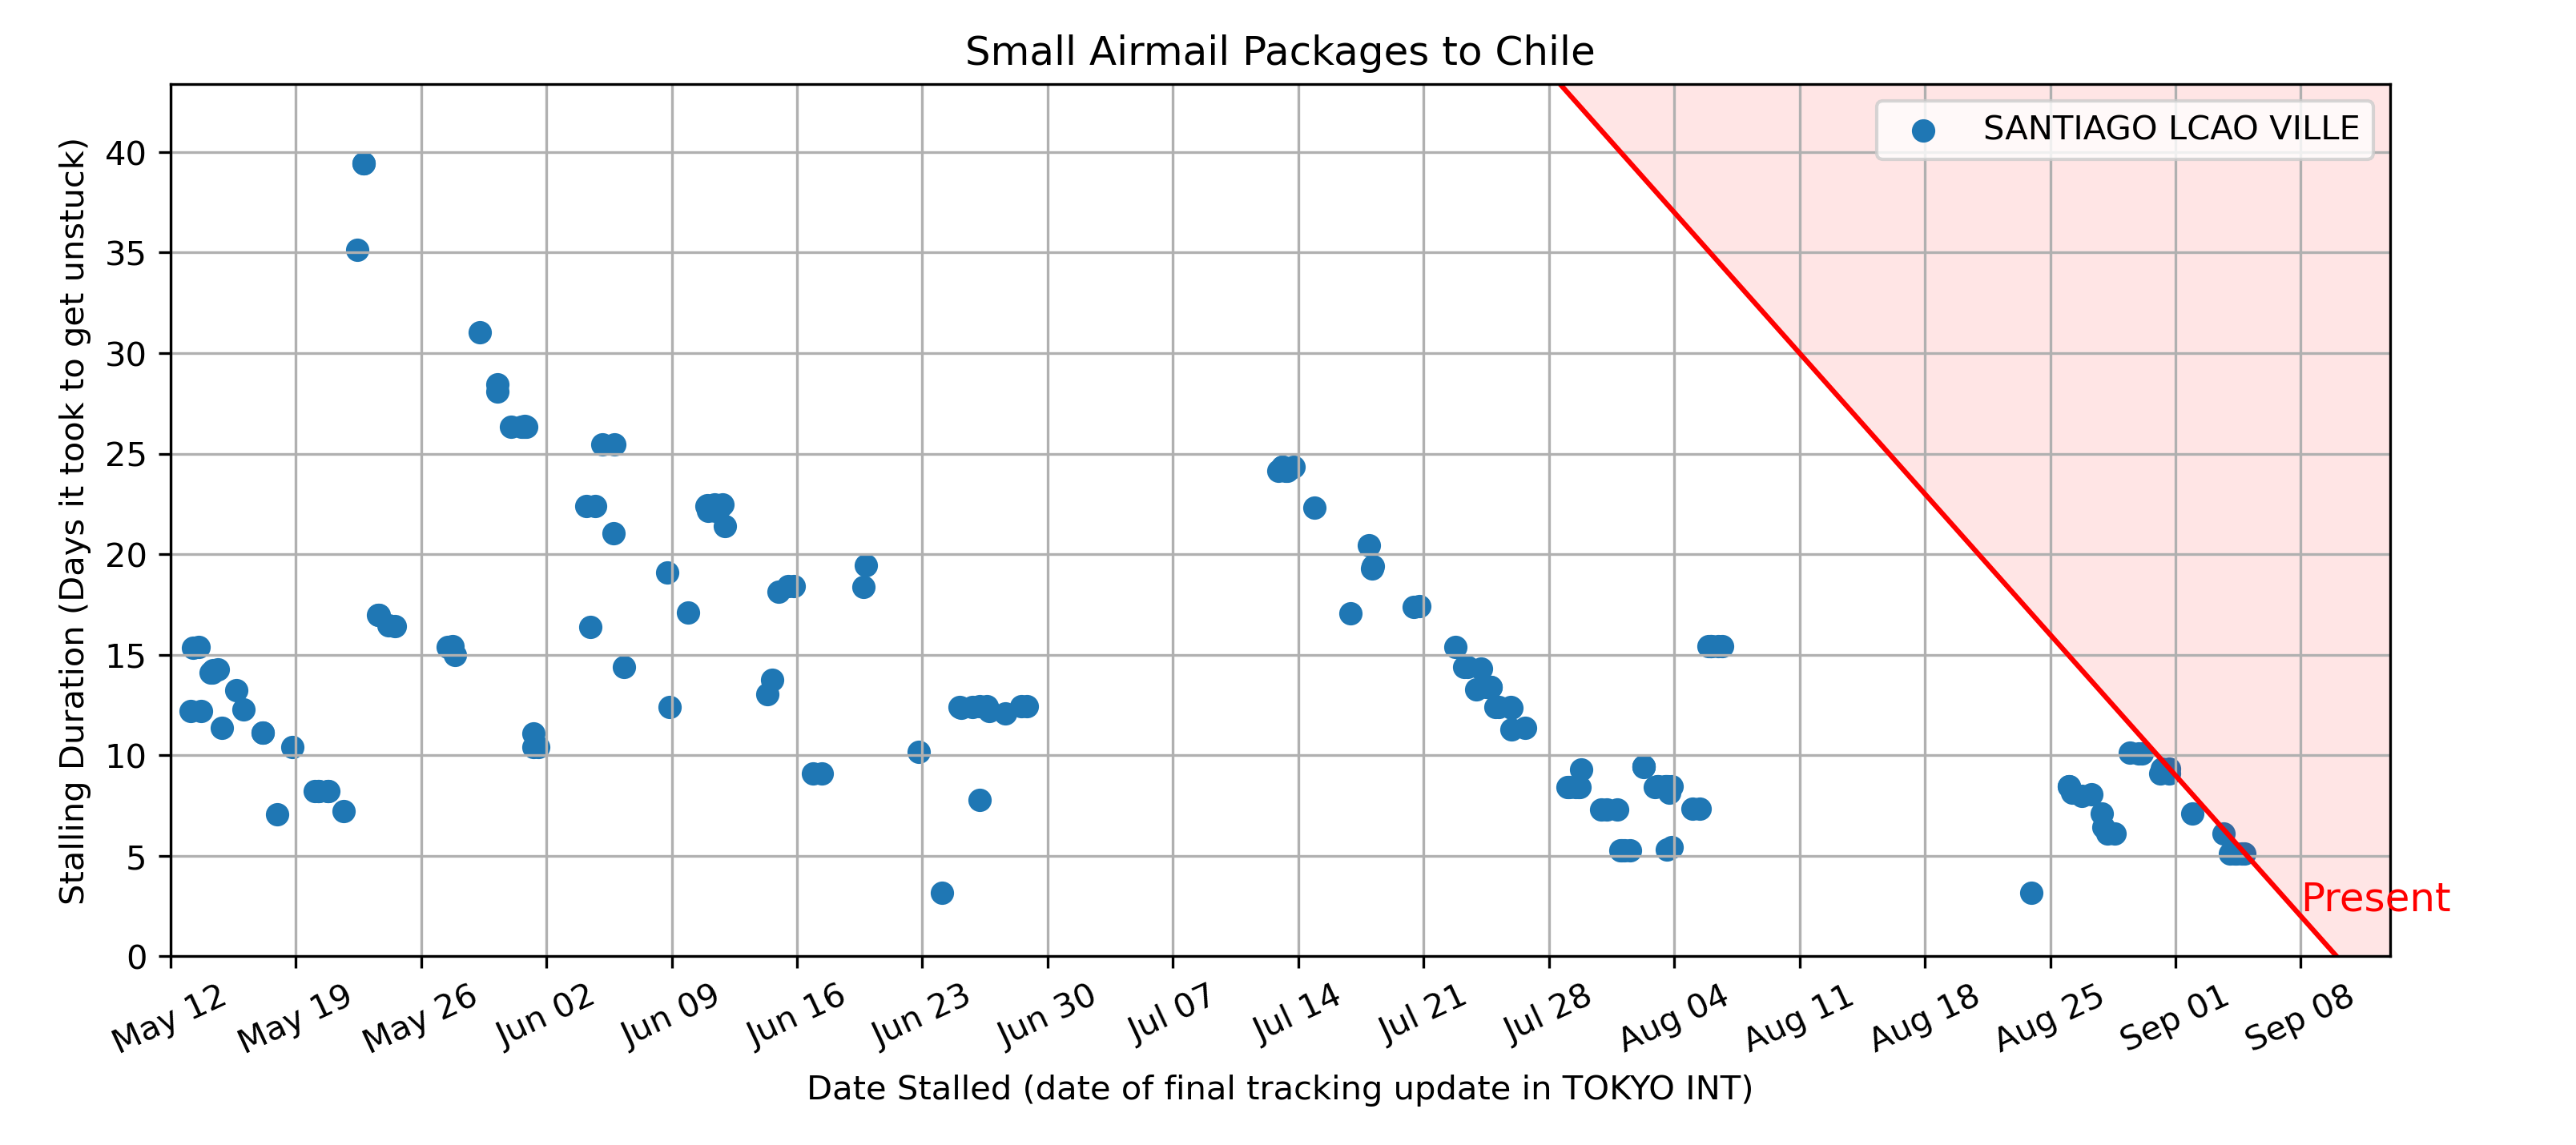 Small Airmail Packages to Chile
SANTIAGO LCAO VILLE
Stalling Duration (Days it took to get unstuck)
40
35
30
25
20
15
10
5
0
Present
May 12
May 19
May 26
Jun 02
Jun 09
Jun 16
Jun 23
Jun 30
Jul 07
Jul 14
Jul 21
Jul 28
Aug 04
Aug 11
Aug 18
Aug 25
Sep 01
Sep 08
Date Stalled (date of final tracking update in TOKYO INT)